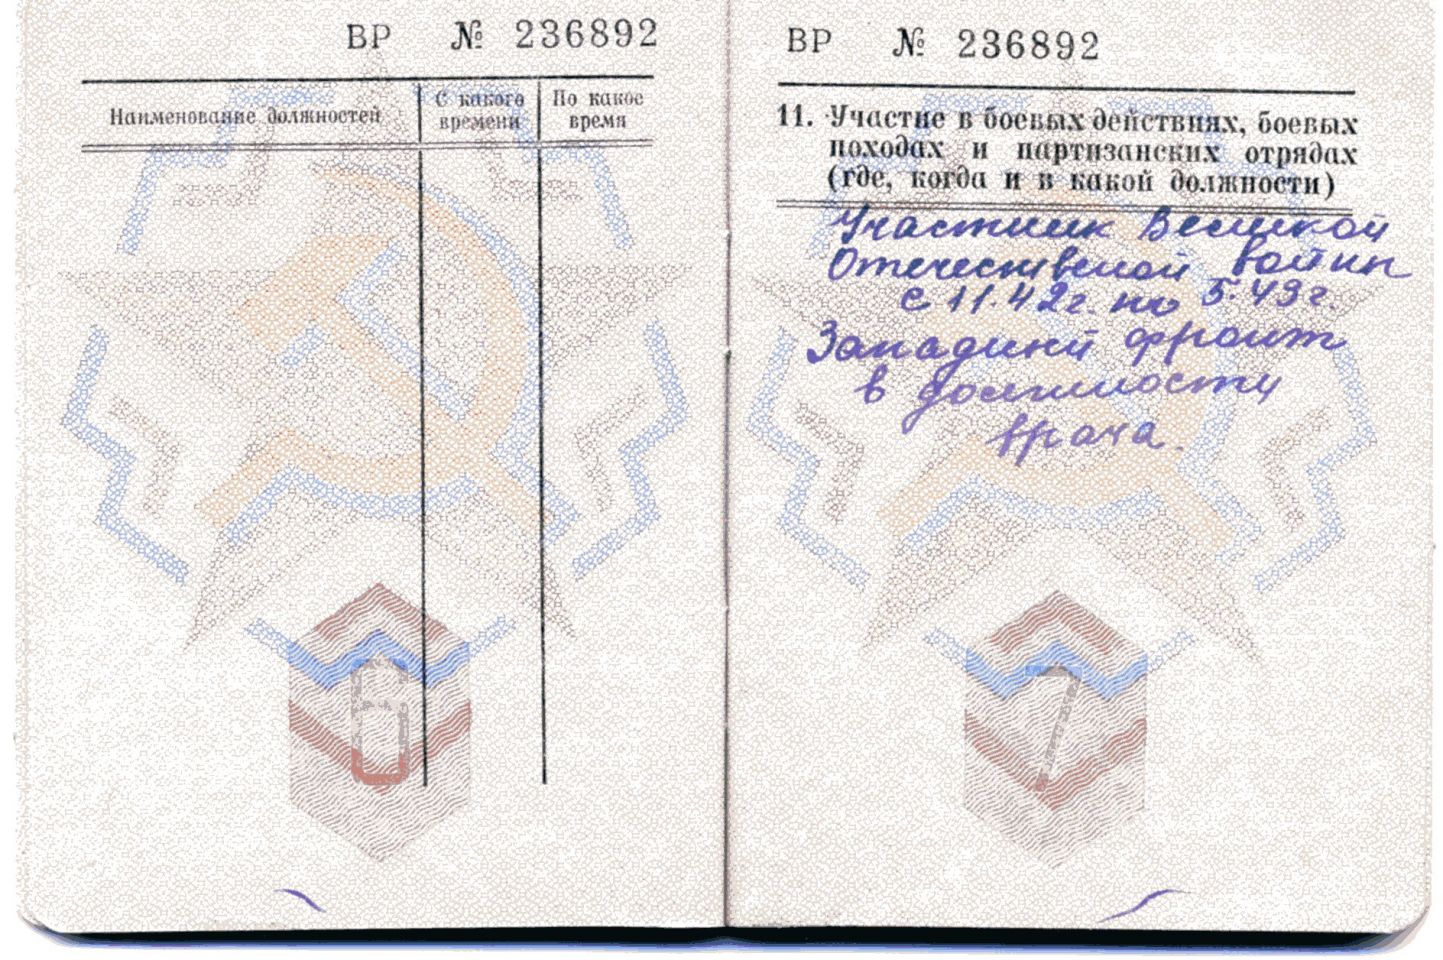 ВР № 236892
Наименование должностей
С какого времени
По какое время
6
ВР № 236892
11. Участие в боевых действиях, боевых
походах и партизанских отрядах
(где, когда и в какой должности)
Участник Великой
Отечественной войны
с 11.42г. по 5.43г.
Западный фронт
в должности
врача.
7